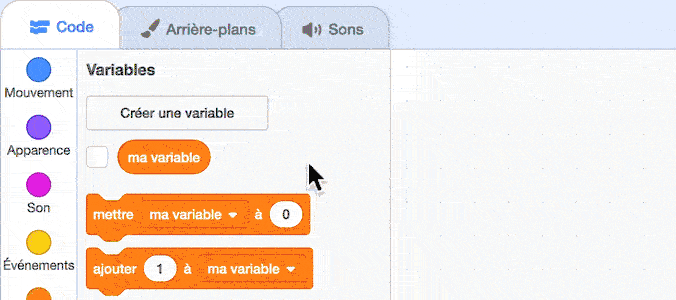 Code Arrière-plans Sons
Variables
Mouvement
Créer une variable
Apparence
ma variable
Son
mettre ma variable à 0
Événements
ajouter 1 à ma variable